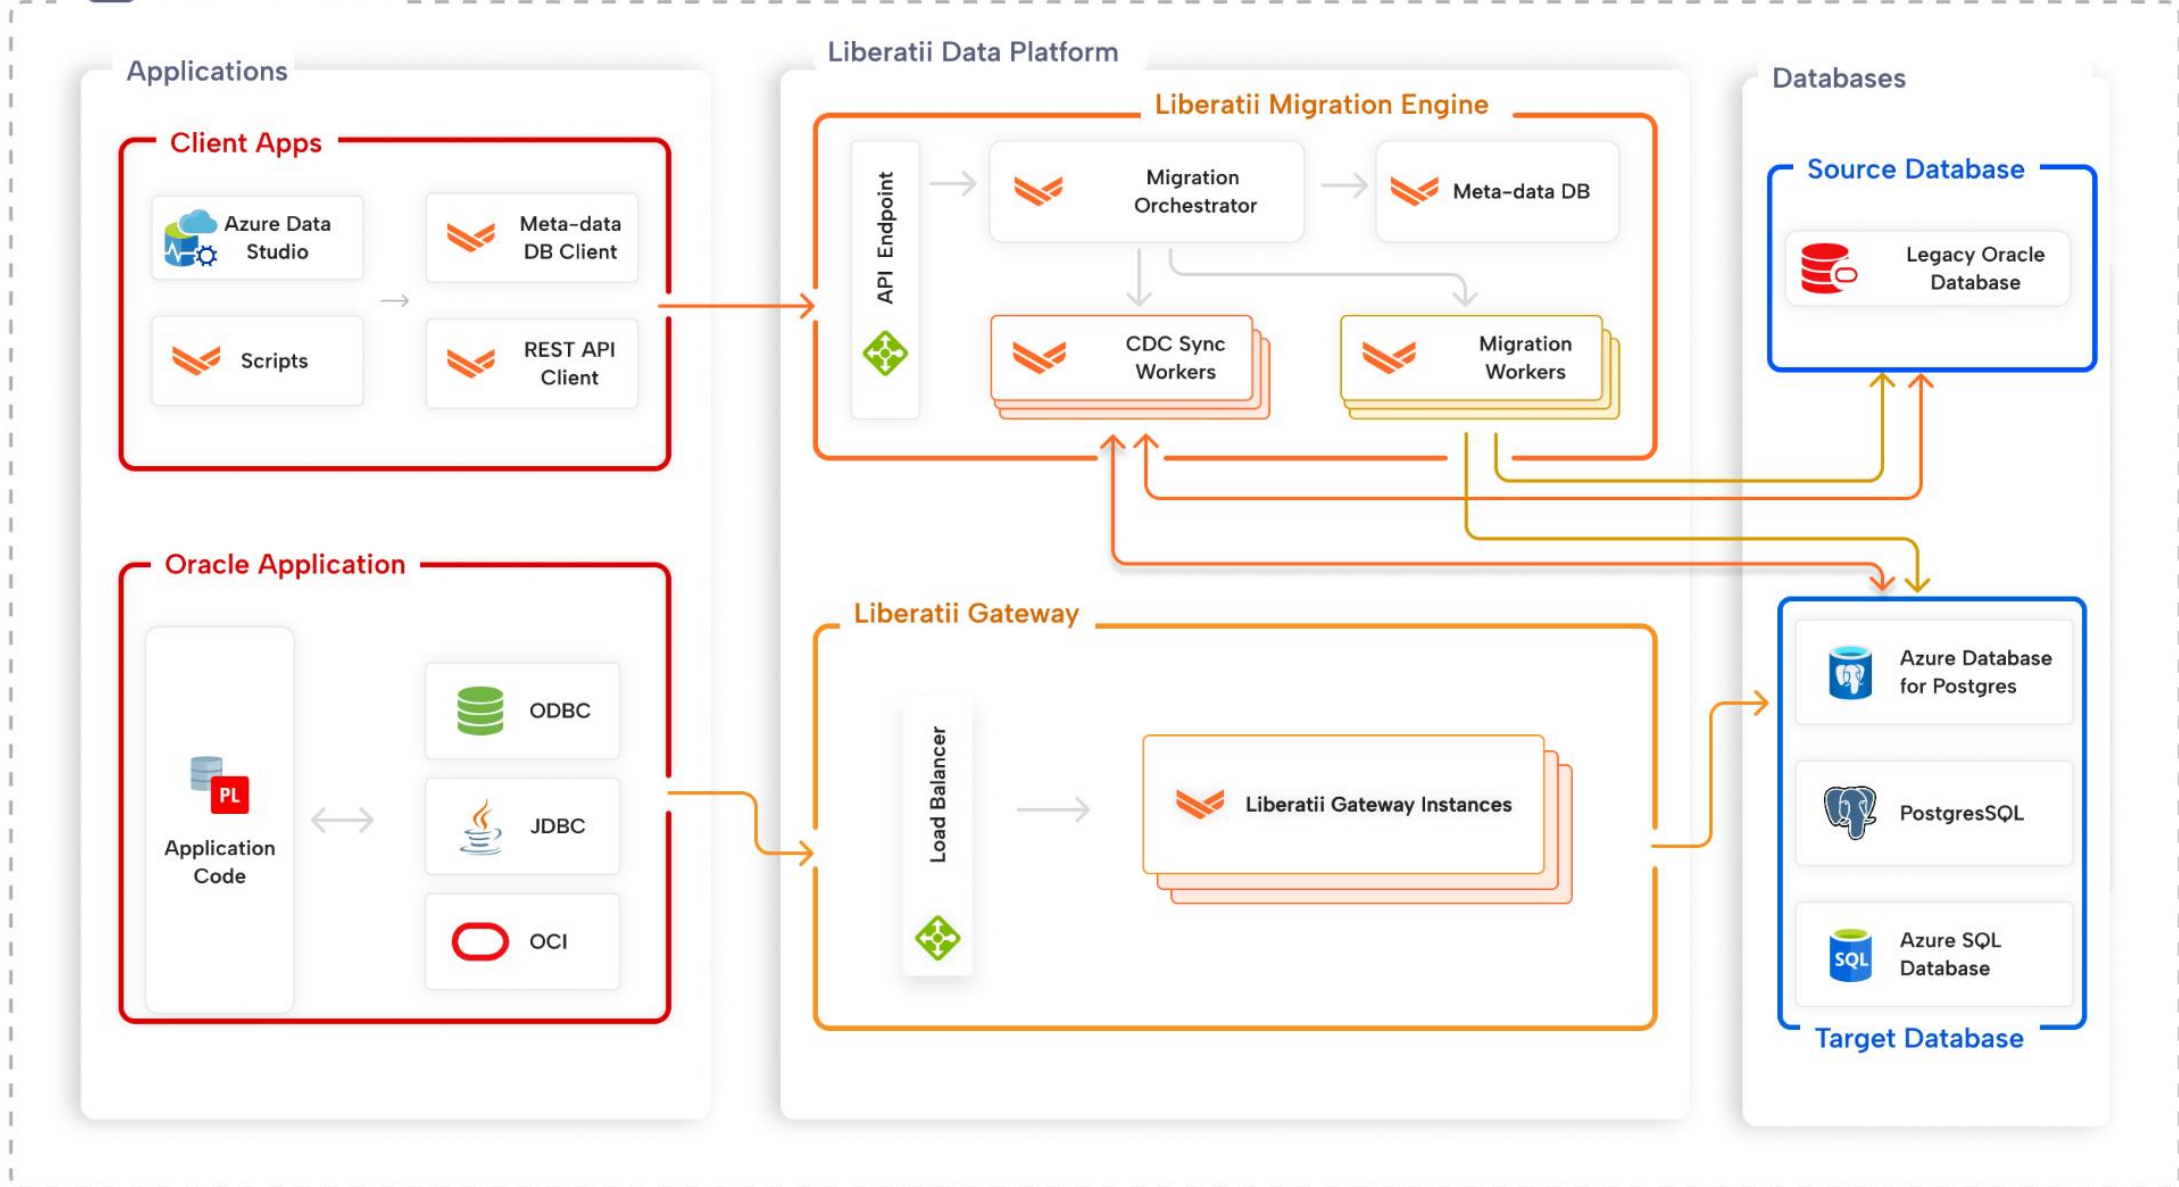 Applications
Client Apps
Azure Data
Studio
Meta-data
DB Client
Scripts
REST API
Client
Oracle Application
PL
Application
Code
ODBC
JDBC
OCI
Liberatii Data Platform
Liberatii Migration Engine
API Endpoint
Migration
Orchestrator
Meta-data DB
CDC Sync
Workers
Migration
Workers
Liberatii Gateway
Load Balancer
Liberatii Gateway Instances
Databases
Source Database
Legacy Oracle
Database
Azure Database
for Postgres
PostgresSQL
SQL
Azure SQL
Database
Target Database